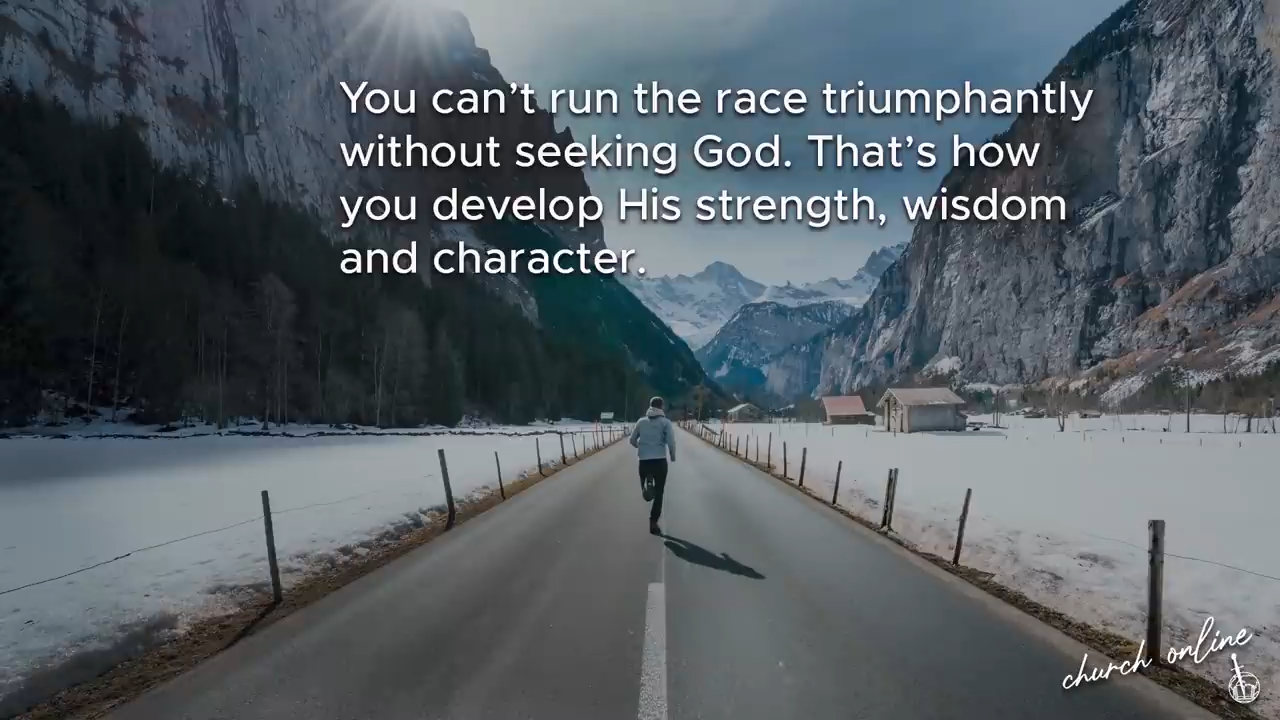 You can’t run the race triumphantly
without seeking God. That’s how
you develop His strength, wisdom
and character.
church online